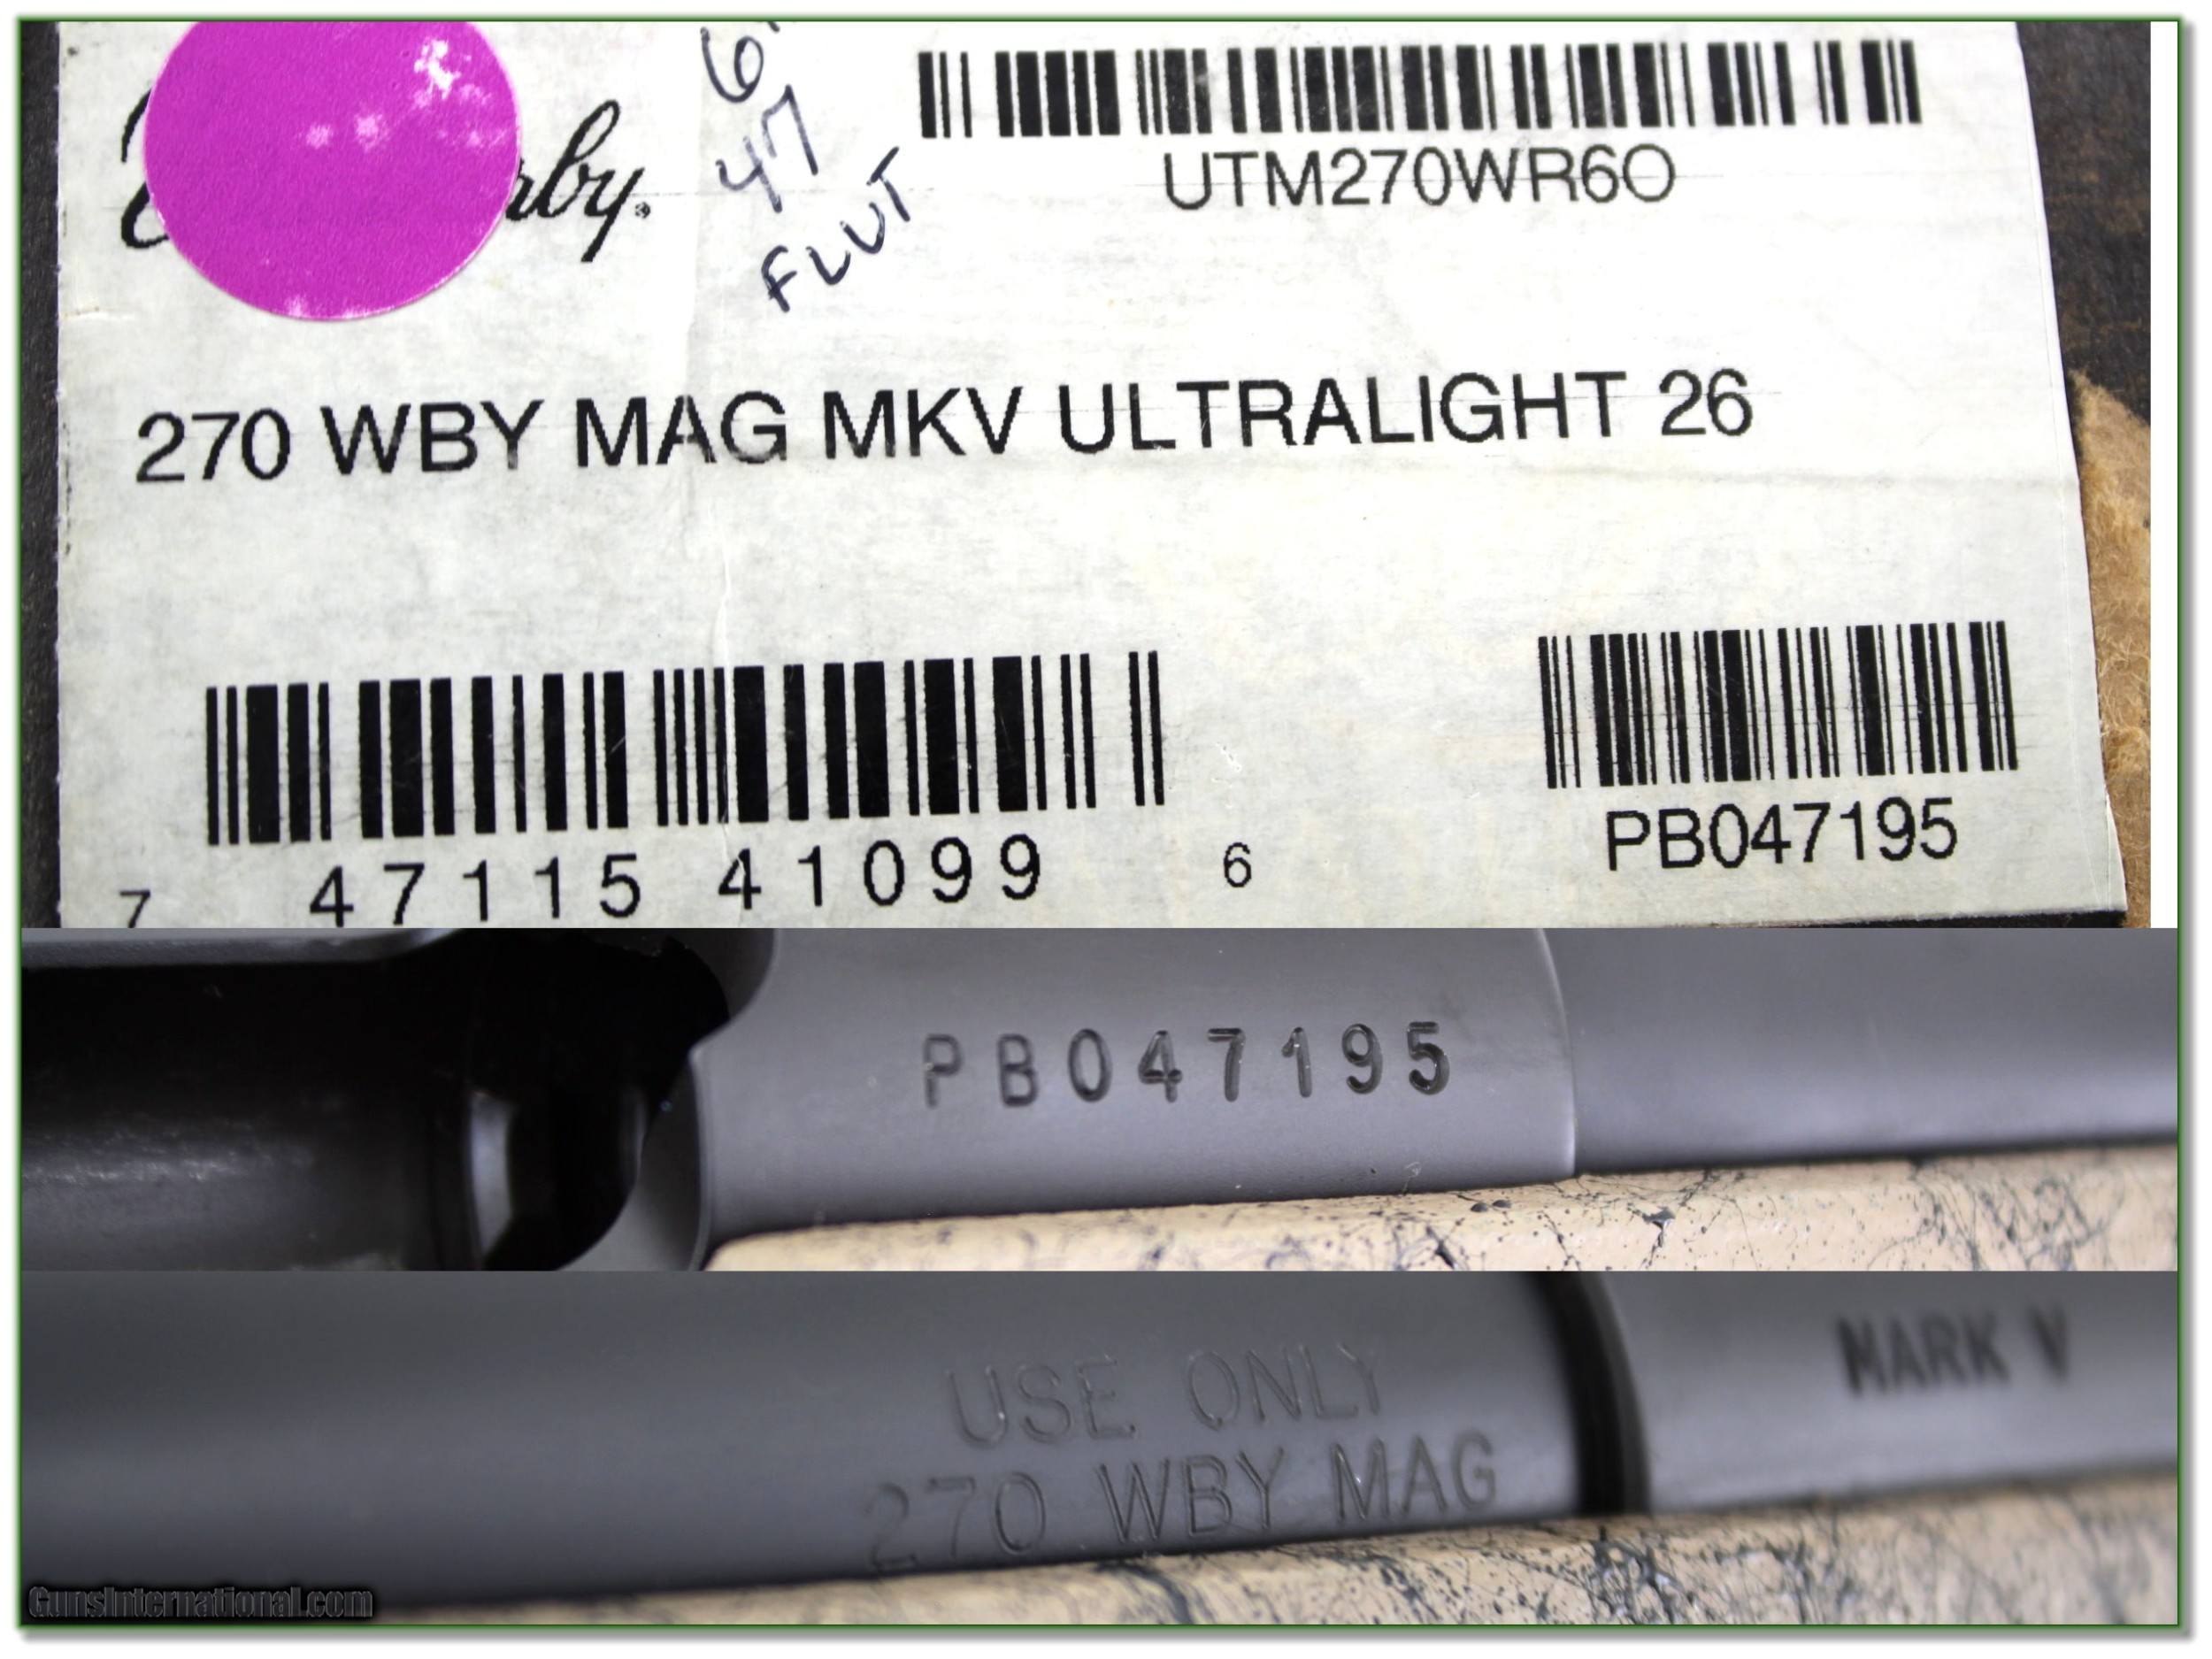 rby.
6
47
FLUT
UTM270WR6O
270 WBY MAG MKV ULTRALIGHT 26
7 47115 41099 6
PB047195
PB047195
USE ONLY
270 WBY MAG
MARK V
GunsInternational.com